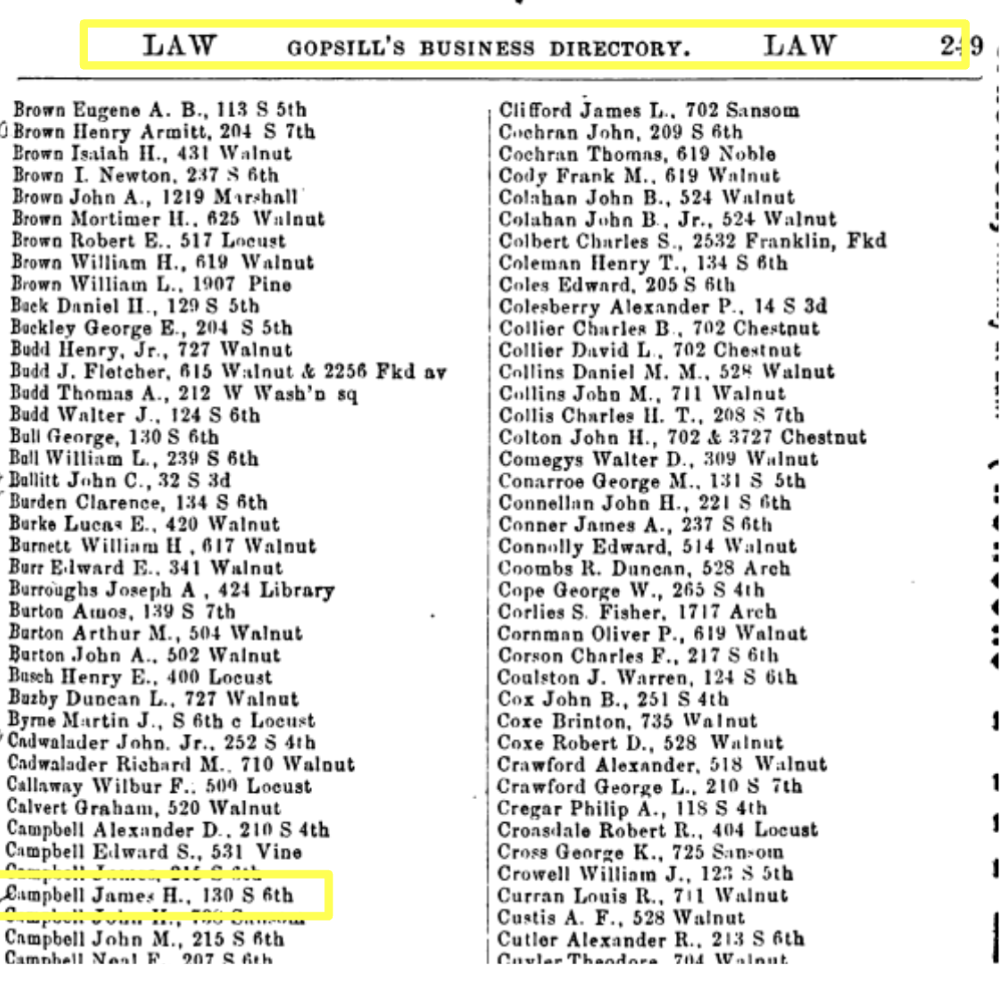 LAW GOPSILL'S BUSINESS DIRECTORY. LAW 249
Brown Eugene A. B., 113 S 5th
Brown Henry Armitt, 204 S 7th
Brown Isaiah H., 431 Walnut
Brown I. Newton, 237 S 6th
Brown John A., 1219 Marshall
Brown Mortimer H., 625 Walnut
Brown Robert E., 517 Locust
Brown William H., 619 Walnut
Brown William L., 1907 Pine
Buck Daniel H., 129 S 5th
Buckley George E., 204 S 5th
Budd Henry, Jr., 727 Walnut
Budd J. Fletcher, 615 Walnut & 2256 Fkd av
Budd Thomas A., 212 W Wash'n sq
Budd Walter J., 124 S 6th
Bull George, 130 S 6th
Bull William L., 239 S 6th
Bullitt John C., 32 S 3d
Burden Clarence, 134 S 6th
Burke Lucas E., 420 Walnut
Burnett William H , 617 Walnut
Burr Edward E., 341 Walnut
Burroughs Joseph A , 424 Library
Burton Amos, 139 S 7th
Burton Arthur M., 504 Walnut
Burton John A., 502 Walnut
Busch Henry E., 400 Locust
Buzby Duncan L., 727 Walnut
Byrne Martin J., S 6th c Locust
Cadwalader John. Jr., 252 S 4th
Cadwalader Richard M., 710 Walnut
Callaway Wilbur F., 500 Locust
Calvert Graham, 520 Walnut
Campbell Alexander D., 210 S 4th
Campbell Edward S., 531 Vine
Campbell James, 215 S 6th
Campbell James H., 130 S 6th
Campbell John H.,
Campbell John M., 215 S 6th
Campbell Neal F., 207 S 6th
Clifford James L., 702 Sansom
Cochran John, 209 S 6th
Cochran Thomas, 619 Noble
Cody Frank M., 619 Walnut
Colahan John B., 524 Walnut
Colahan John B., Jr., 524 Walnut
Colbert Charles S., 2532 Franklin, Fkd
Coleman Henry T., 134 S 6th
Coles Edward, 205 S 6th
Colesberry Alexander P., 14 S 3d
Collier Charles B., 702 Chestnut
Collier David L., 702 Chestnut
Collins Daniel M. M., 528 Walnut
Collins John M., 711 Walnut
Collis Charles H. T., 208 S 7th
Colton John H., 702 & 3727 Chestnut
Comegys Walter D., 309 Walnut
Conarroe George M., 131 S 5th
Connellan John H., 221 S 6th
Conner James A., 237 S 6th
Connolly Edward, 514 Walnut
Coombs R. Duncan, 528 Arch
Cope George W., 265 S 4th
Corlies S. Fisher, 1717 Arch
Cornman Oliver P., 619 Walnut
Corson Charles F., 217 S 6th
Coulston J. Warren, 124 S 6th
Cox John B., 251 S 4th
Coxe Brinton, 735 Walnut
Coxe Robert D., 528 Walnut
Crawford Alexander, 518 Walnut
Crawford George L., 210 S 7th
Cregar Philip A., 118 S 4th
Croasdale Robert R., 404 Locust
Cross George K., 725 Sansom
Crowell William J., 123 S 5th
Curran Louis R., 711 Walnut
Custis A. F., 528 Walnut
Cutler Alexander R., 213 S 6th
Cuyler Theodore, 704 Walnut